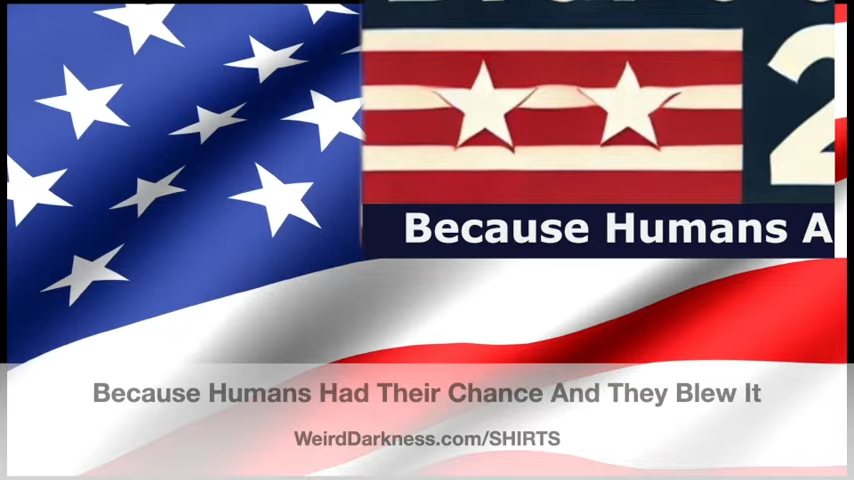 2
Because Humans A
Because Humans Had Their Chance And They Blew It
WeirdDarkness.com/SHIRTS